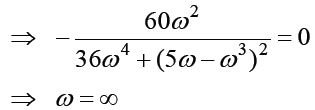 ⇒ -60ω²/(36ω⁴ + (5ω - ω³)²) = 0
⇒ ω = ∞